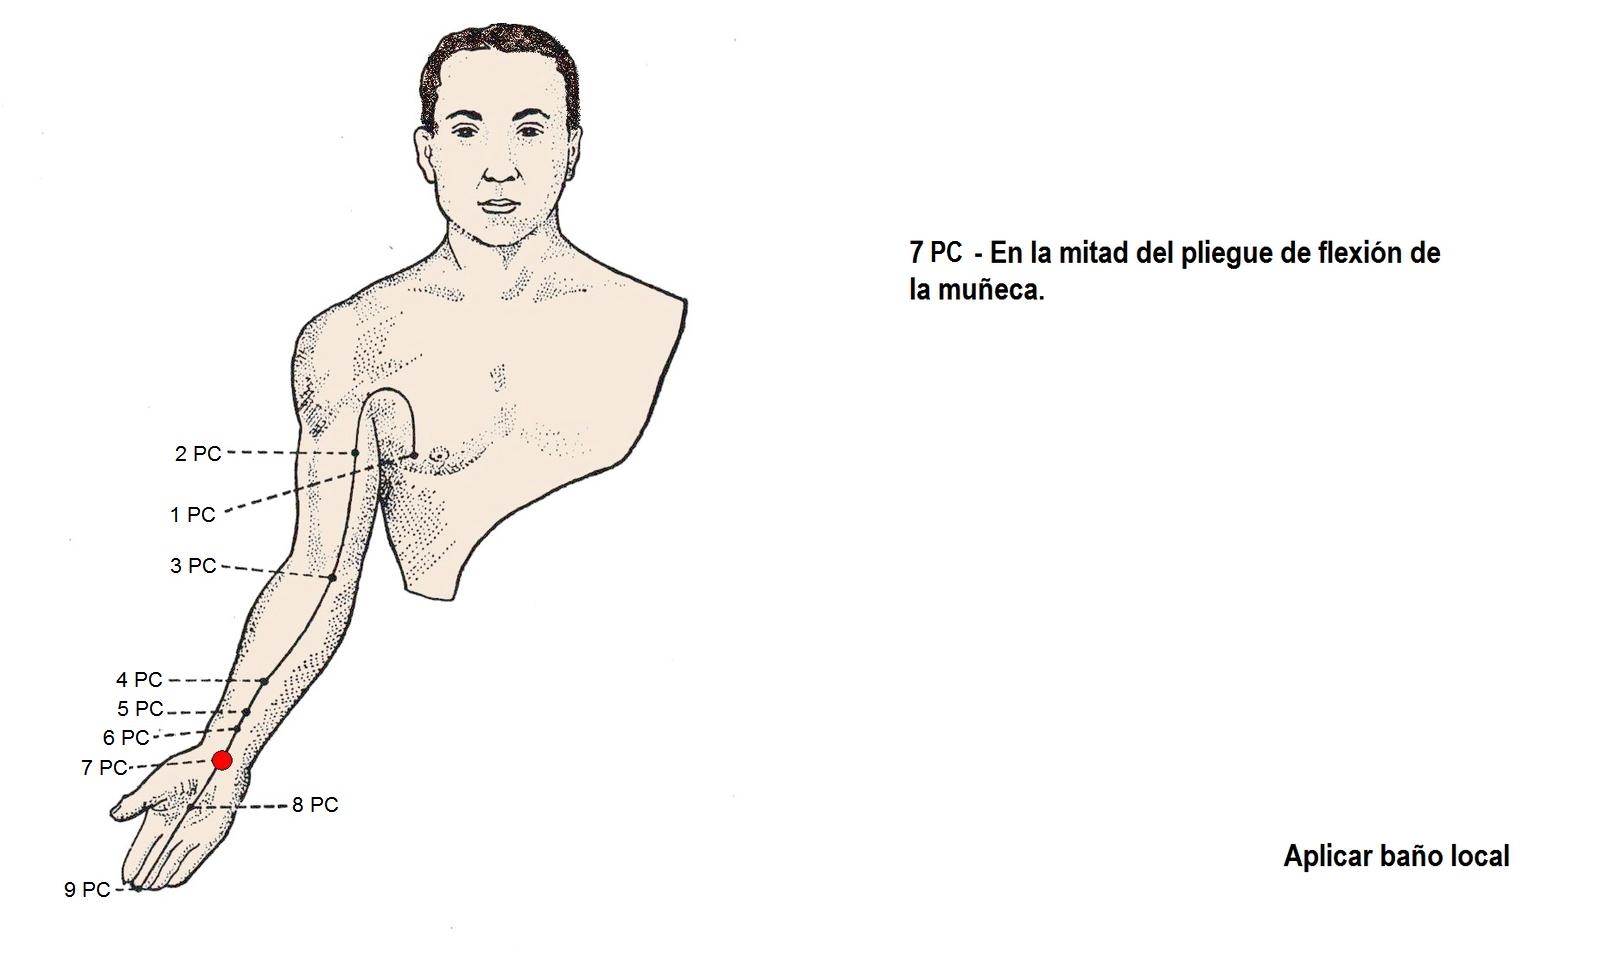 7 PC - En la mitad del pliegue de flexión de
la muñeca.
2 PC
1 PC
3 PC
4 PC
5 PC
6 PC
7 PC
8 PC
9 PC
Aplicar baño local